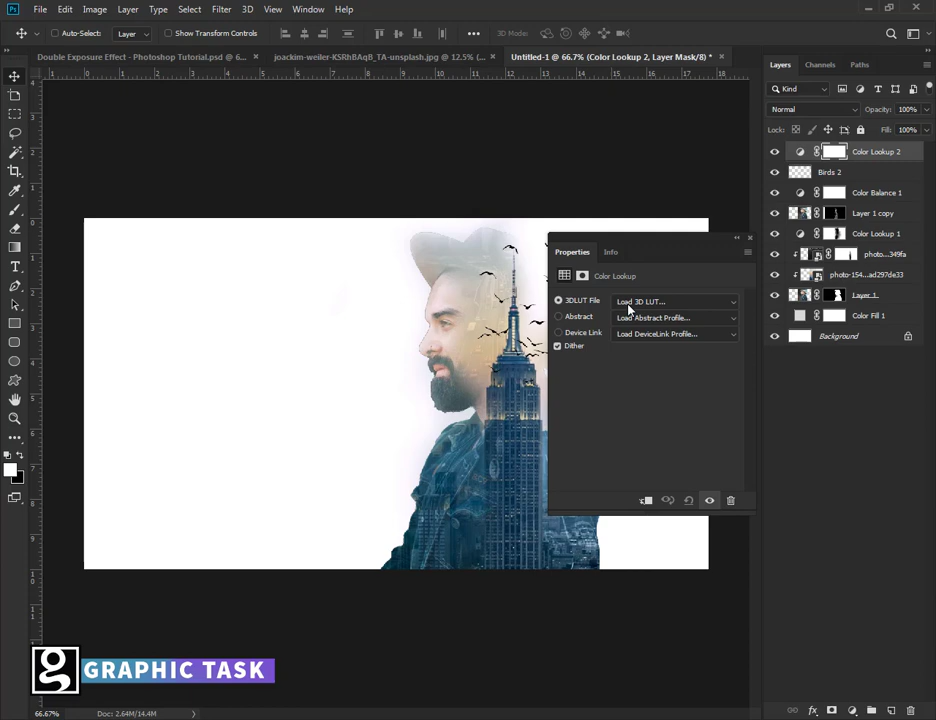 Ps File Edit Image Layer Type Select Filter 3D View Window Help
Auto-Select: Layer Show Transform Controls 3D Mode:
Double Exposure Effect - Photoshop Tutorial.psd @ 6... × joachim-weiler-KSRhBAqB_TA-unsplash.jpg @ 12.5% (... × Untitled-1 @ 66.7% (Color Lookup 2, Layer Mask/8) * ×
Layers Channels Paths
Kind
Normal Opacity: 100%
Lock: Fill: 100%
Color Lookup 2
Birds 2
Color Balance 1
Layer 1 copy
Color Lookup 1
photo-...349fa
photo-154...ad297de33
Layer 1
Color Fill 1
Background
Properties Info
Color Lookup
3DLUT File Load 3D LUT...
Abstract Load Abstract Profile...
Device Link Load DeviceLink Profile...
Dither
g GRAPHIC TASK
66.67% Doc: 2.64M/14.4M